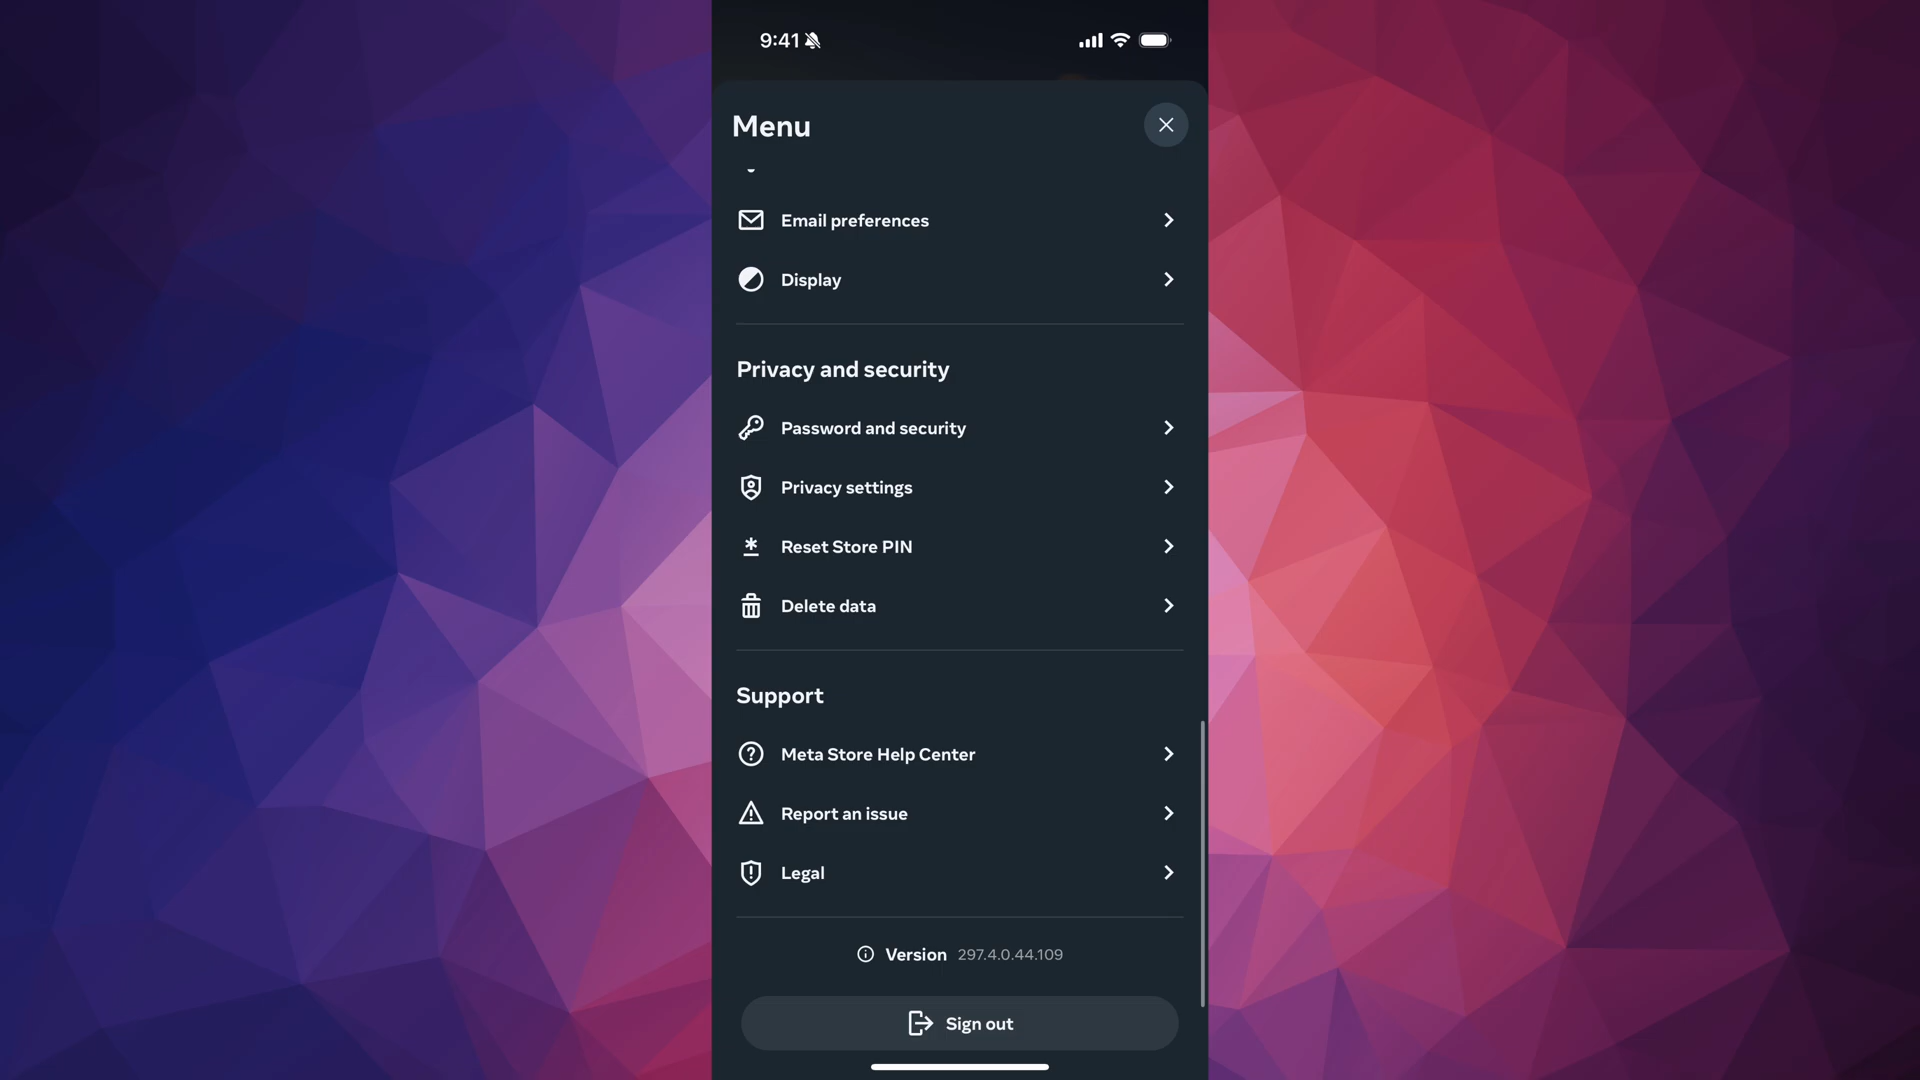 9:41
Menu
Email preferences
Display
Privacy and security
Password and security
Privacy settings
Reset Store PIN
Delete data
Support
Meta Store Help Center
Report an issue
Legal
Version 297.4.0.44.109
Sign out